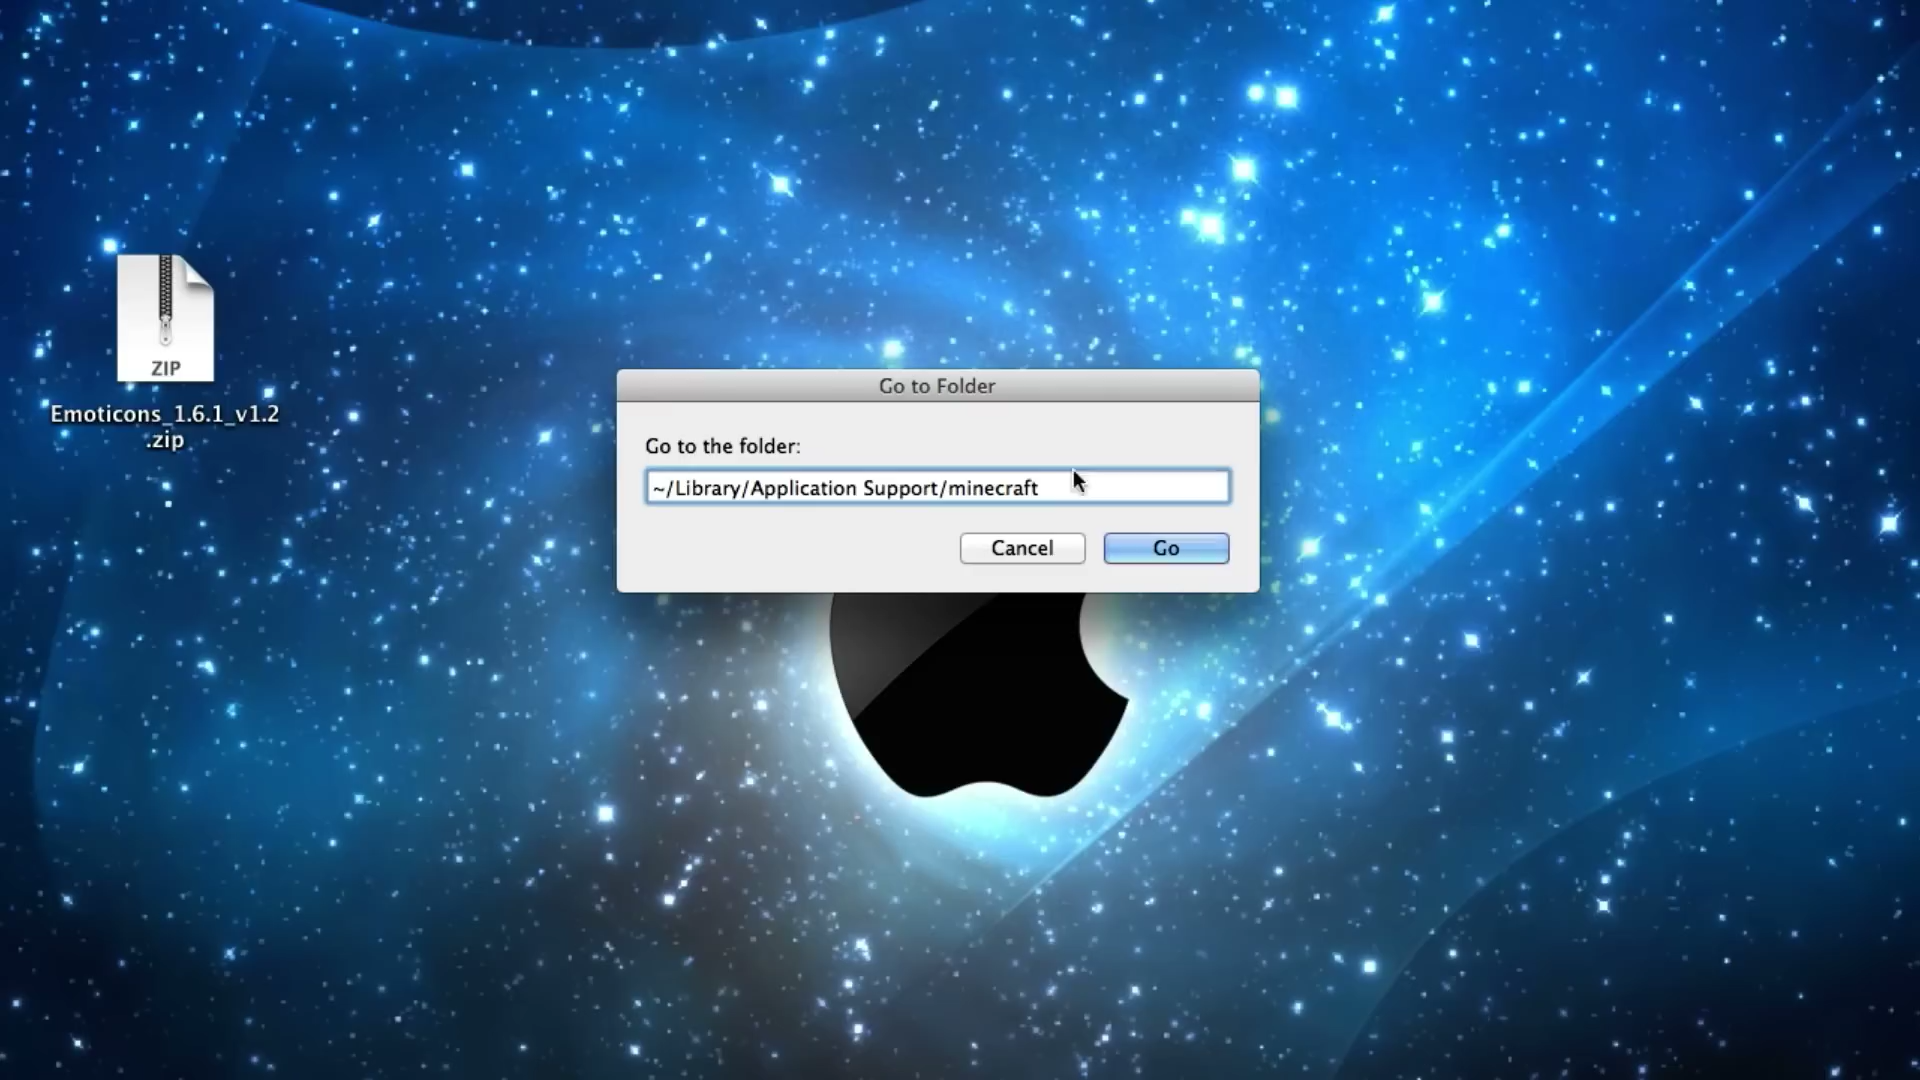 ZIP
Emoticons_1.6.1_v1.2
.zip
Go to Folder
Go to the folder:
~/Library/Application Support/minecraft
Cancel
Go